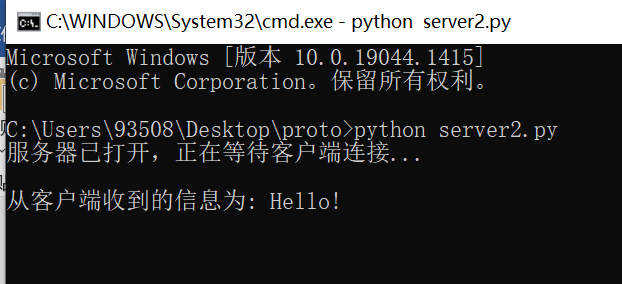 C:\WINDOWS\System32\cmd.exe - python server2.py
Microsoft Windows [版本 10.0.19044.1415]
(c) Microsoft Corporation。保留所有权利。
C:\Users\93508\Desktop\proto>python server2.py
服务器已打开，正在等待客户端连接...
从客户端收到的信息为: Hello!